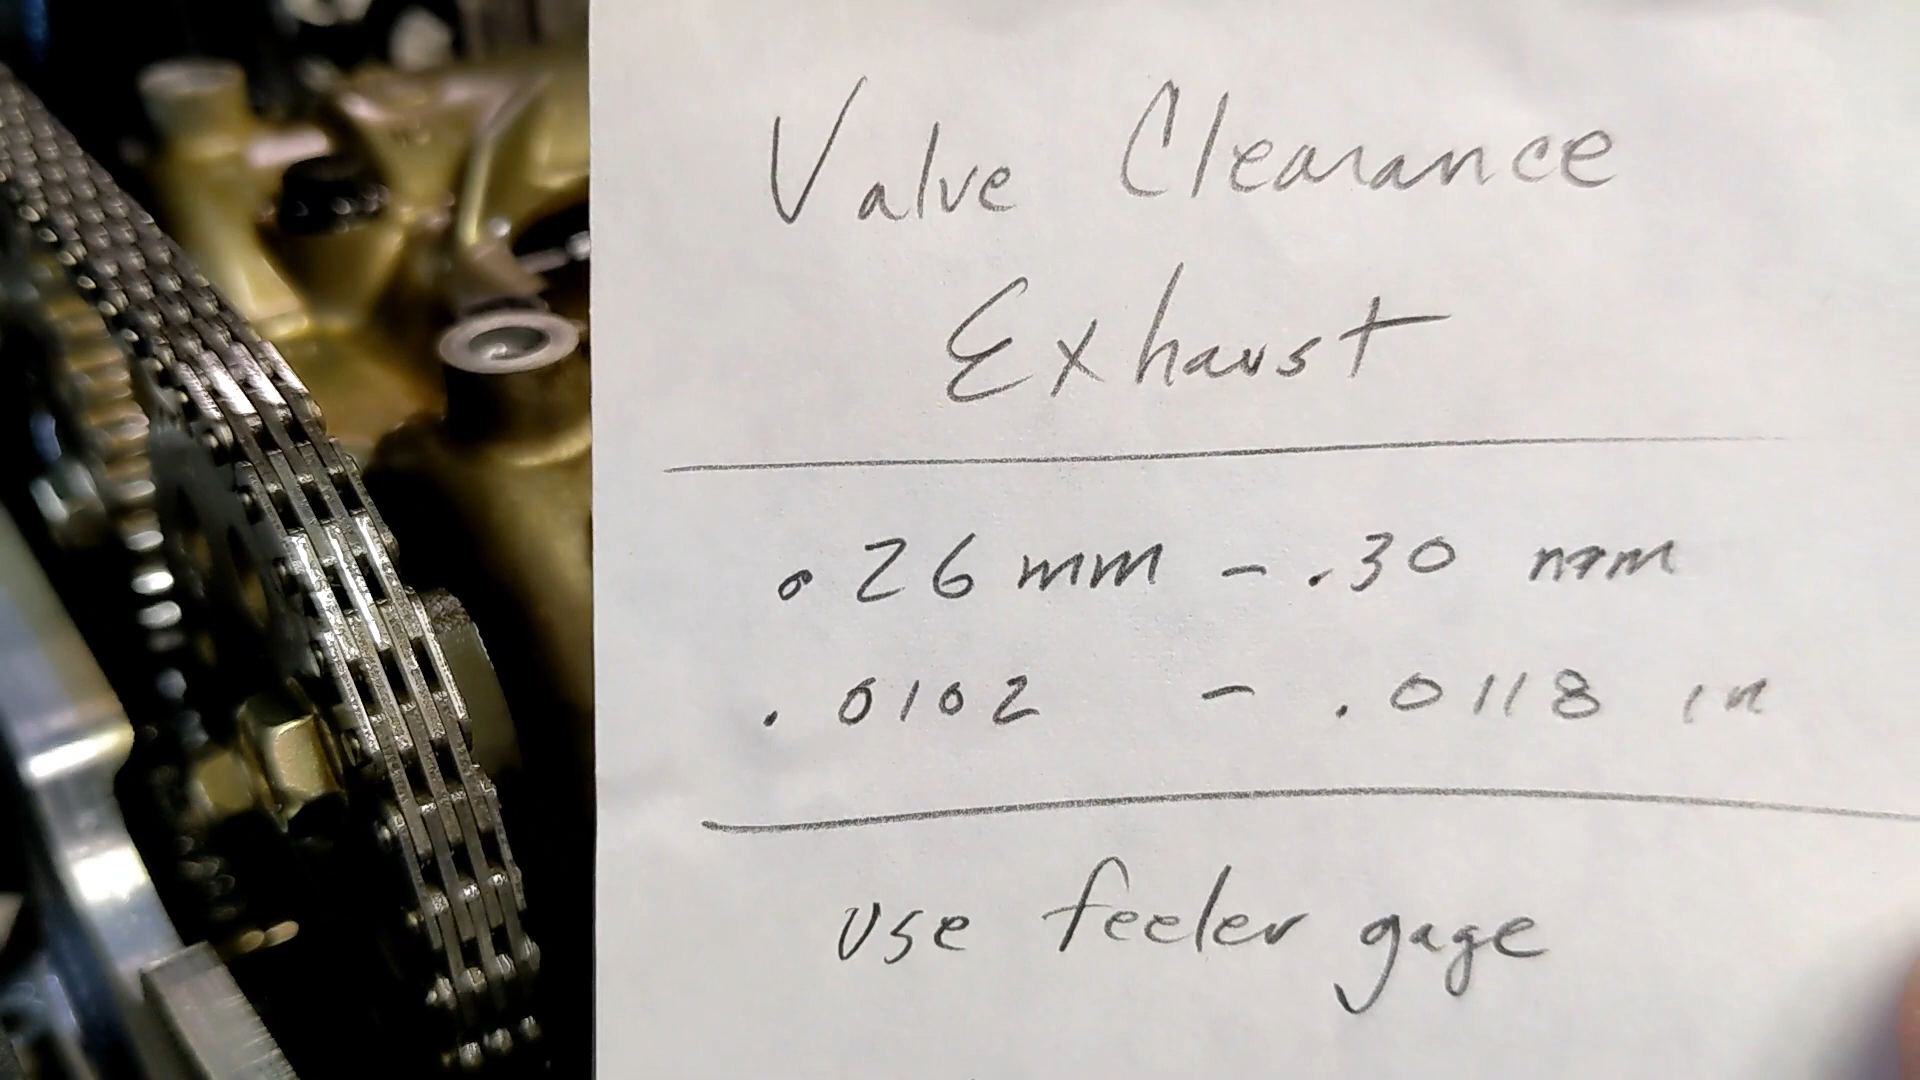 Valve Clearance
Exhaust
.26 mm - .30 mm
.0102 - .0118 in
Use feeler gage